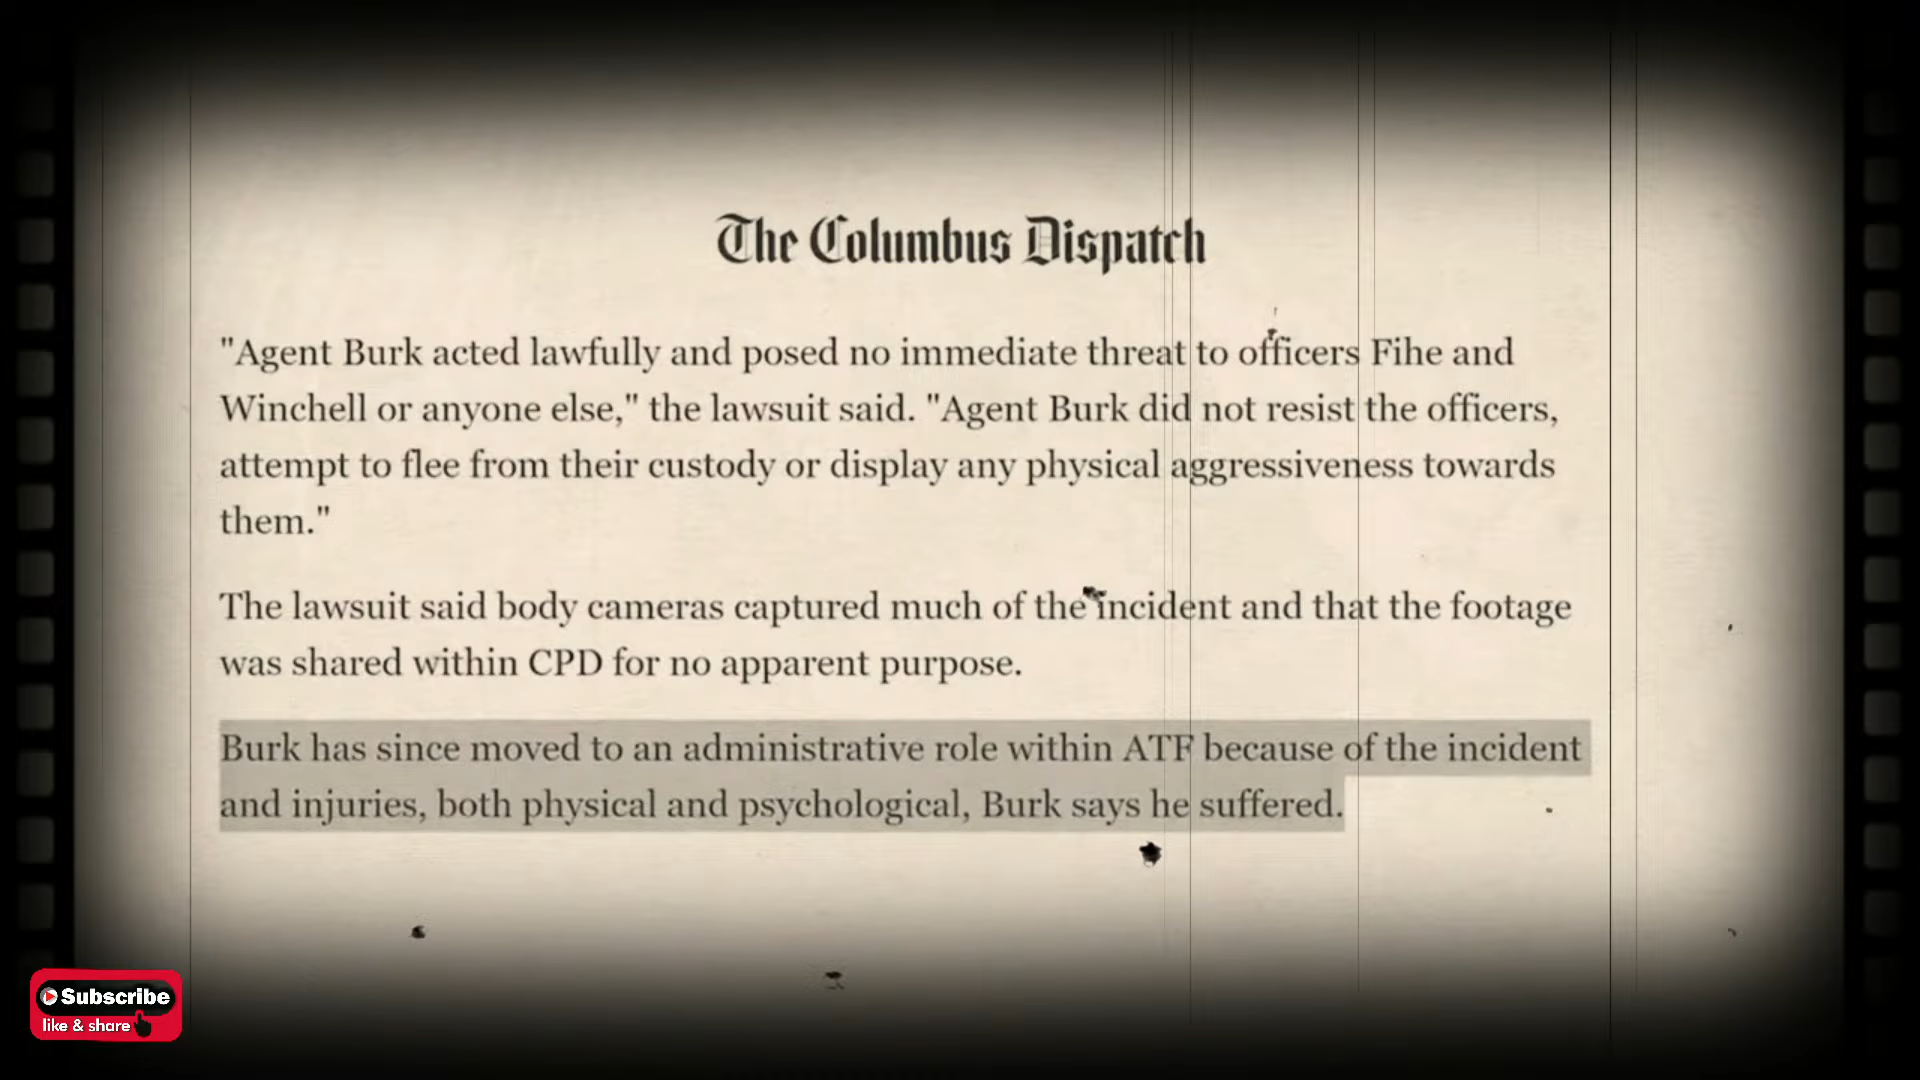 The Columbus Dispatch
"Agent Burk acted lawfully and posed no immediate threat to officers Fihe and
Winchell or anyone else," the lawsuit said. "Agent Burk did not resist the officers,
attempt to flee from their custody or display any physical aggressiveness towards
them."
The lawsuit said body cameras captured much of the incident and that the footage
was shared within CPD for no apparent purpose.
Burk has since moved to an administrative role within ATF because of the incident
and injuries, both physical and psychological, Burk says he suffered.
Subscribe
like & share